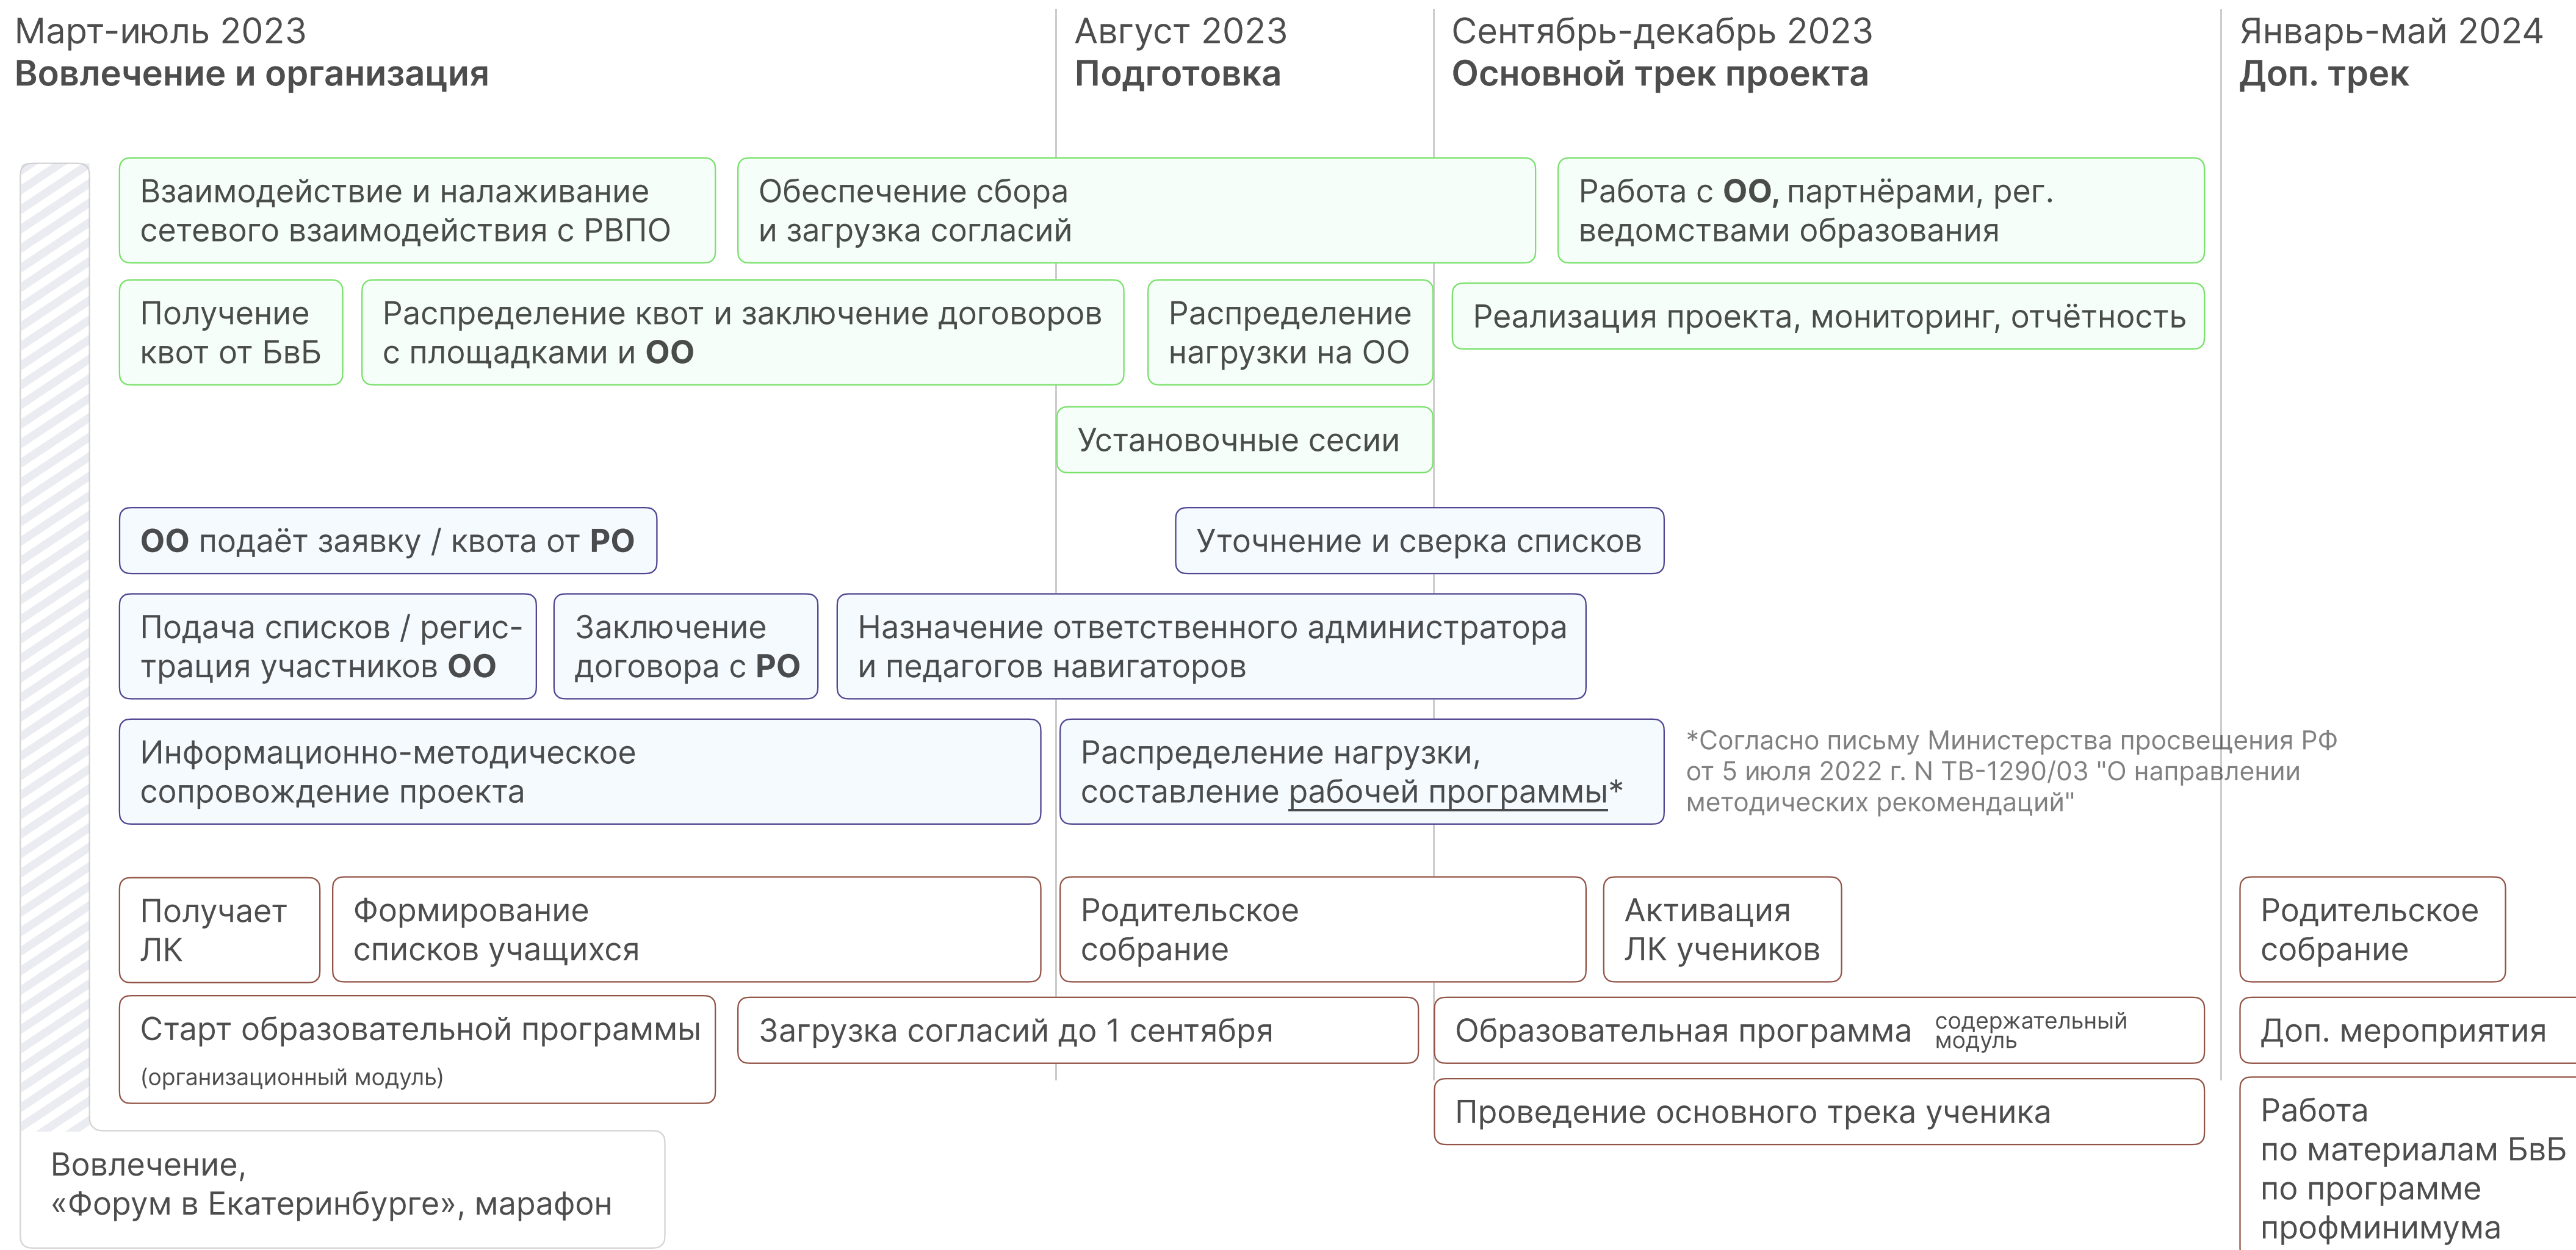 Март-июль 2023
Вовлечение и организация
Август 2023
Подготовка
Сентябрь-декабрь 2023
Основной трек проекта
Январь-май 2024
Доп. трек
Взаимодействие и налаживание
сетевого взаимодействия с РВПО
Обеспечение сбора
и загрузка согласий
Работа с ОО, партнёрами, рег.
ведомствами образования
Получение
квот от БвБ
Распределение квот и заключение договоров
с площадками и ОО
Распределение
нагрузки на ОО
Реализация проекта, мониторинг, отчётность
Установочные сесии
ОО подаёт заявку / квота от РО
Уточнение и сверка списков
Подача списков / регис-
трация участников ОО
Заключение
договора с РО
Назначение ответственного администратора
и педагогов навигаторов
Информационно-методическое
сопровождение проекта
Распределение нагрузки,
составление рабочей программы*
*Согласно письму Министерства просвещения РФ
от 5 июля 2022 г. N ТВ-1290/03 "О направлении
методических рекомендаций"
Получает
ЛК
Формирование
списков учащихся
Родительское
собрание
Активация
ЛК учеников
Родительское
собрание
Старт образовательной программы
(организационный модуль)
Загрузка согласий до 1 сентября
Образовательная программа содержательный
модуль
Доп. мероприятия
Проведение основного трека ученика
Работа
по материалам БвБ
по программе
профминимума
Вовлечение,
«Форум в Екатеринбурге», марафон